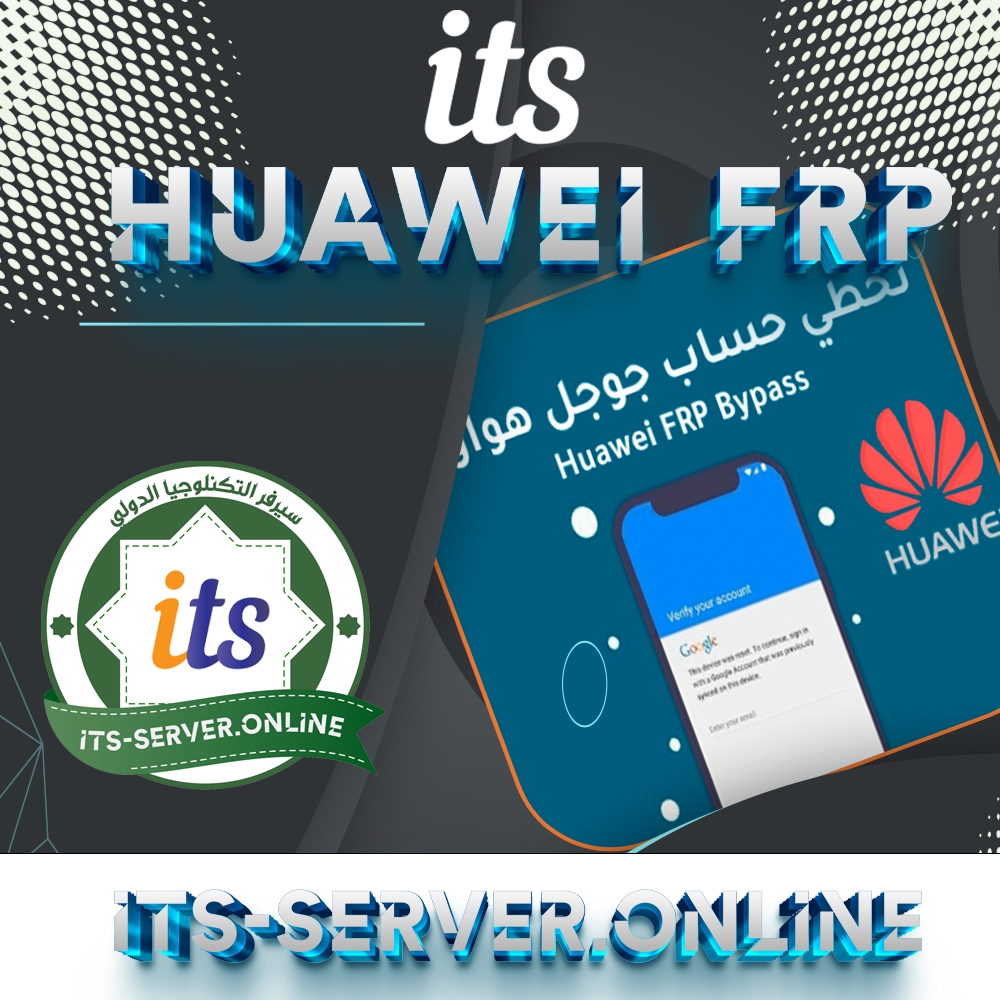 its
HUAWEI FRP
تخطي حساب جوجل
Huawei FRP Bypass
HUAWEI
Verify your account
Google
This device was reset. To continue, sign in
with a Google Account that was previously
synced on this device.
Enter your email
سيرفر التكنلوجيا الدولي
its
ITS-SERVER.ONLINE
ITS-SERVER.ONLINE